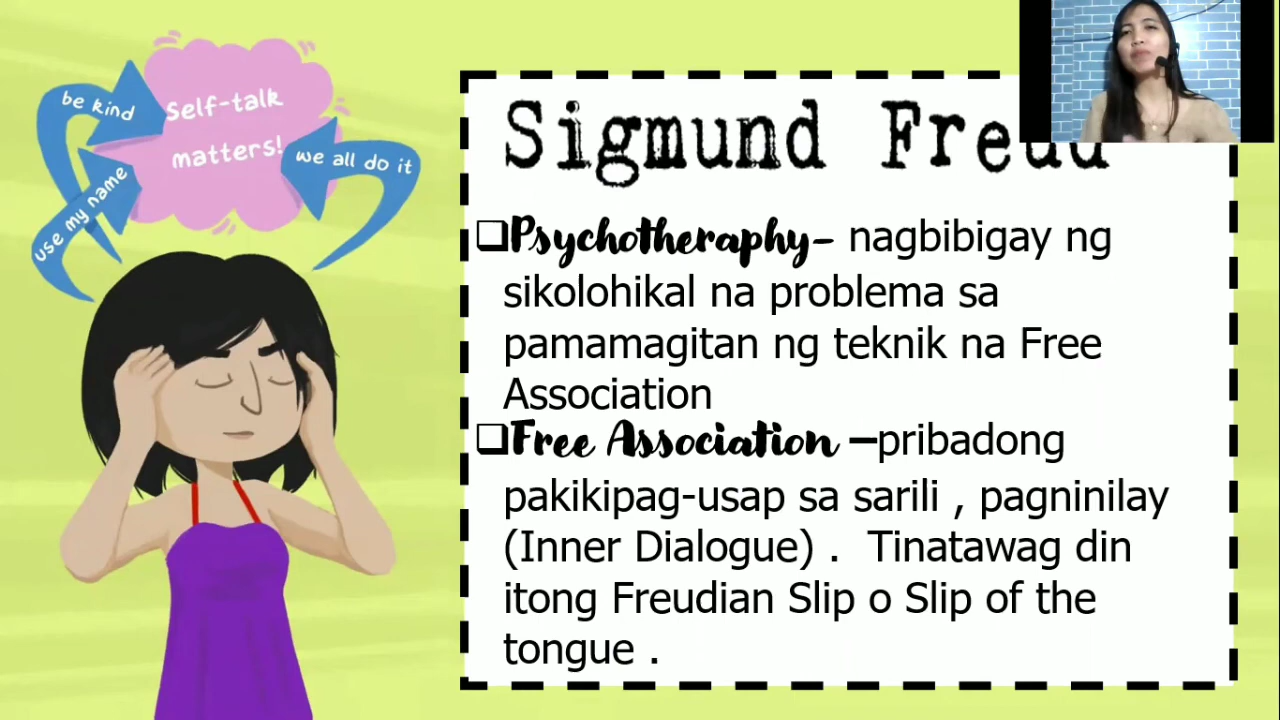 be kind
Self-talk
matters!
we all do it
use my name
Sigmund Freud
❑Psychotheraphy– nagbibigay ng
sikolohikal na problema sa
pamamagitan ng teknik na Free
Association
❑Free Association –pribadong
pakikipag-usap sa sarili , pagninilay
(Inner Dialogue) . Tinatawag din
itong Freudian Slip o Slip of the
tongue .